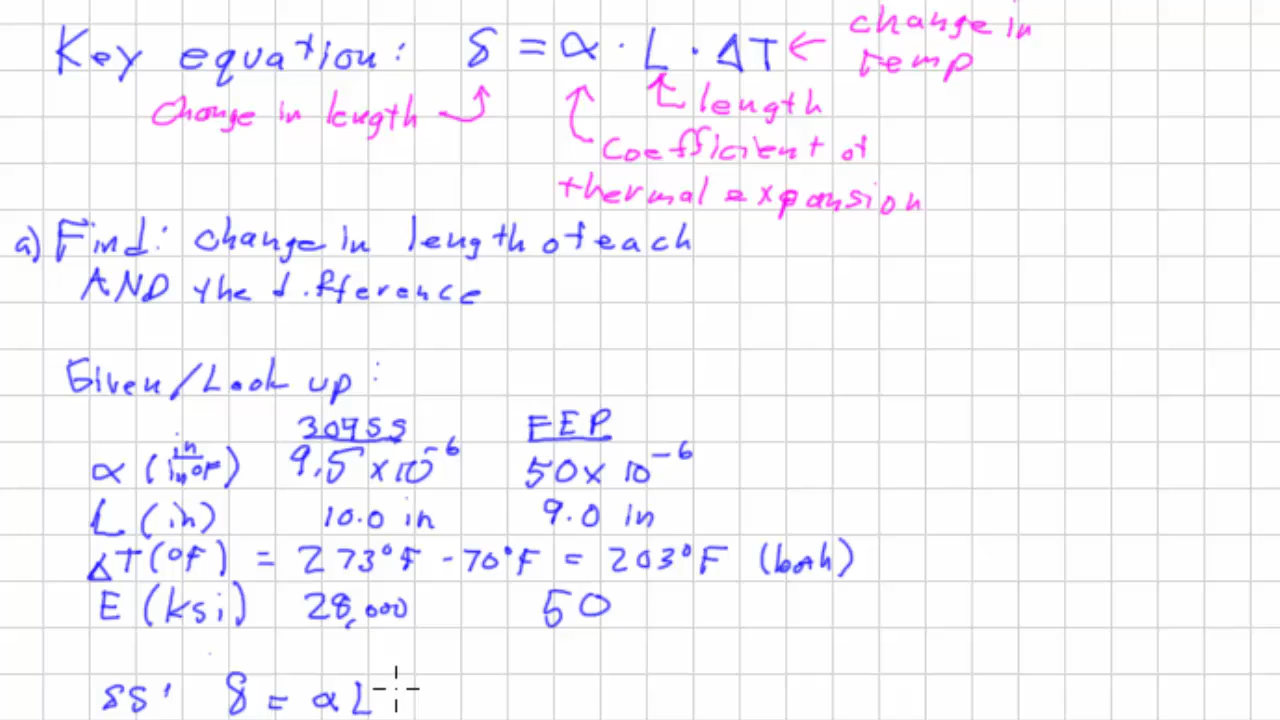 Key equation: δ = α · L · ΔT ← change in temp
change in length
length
coefficient of
thermal expansion
a) Find: change in length of each
AND the difference
Given/Look up:
304SS FEP
α (in/in°F) 9.5 x 10⁻⁶ 50 x 10⁻⁶
L (in) 10.0 in 9.0 in
ΔT (°F) = 273°F - 70°F = 203°F (both)
E (ksi) 28,000 50
SS: δ = αL